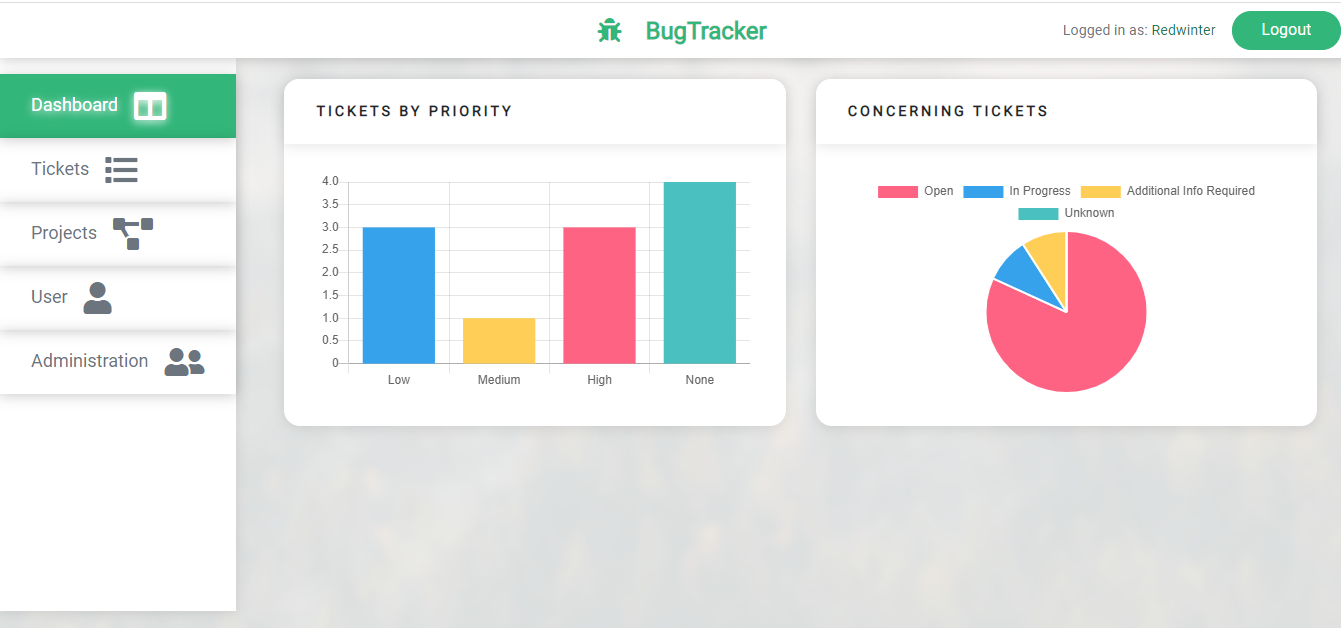 BugTracker
Logged in as: Redwinter
Logout
Dashboard
Tickets
Projects
User
Administration
TICKETS BY PRIORITY
4.0
3.5
3.0
2.5
2.0
1.5
1.0
0.5
0
Low Medium High None
CONCERNING TICKETS
Open In Progress Additional Info Required
Unknown